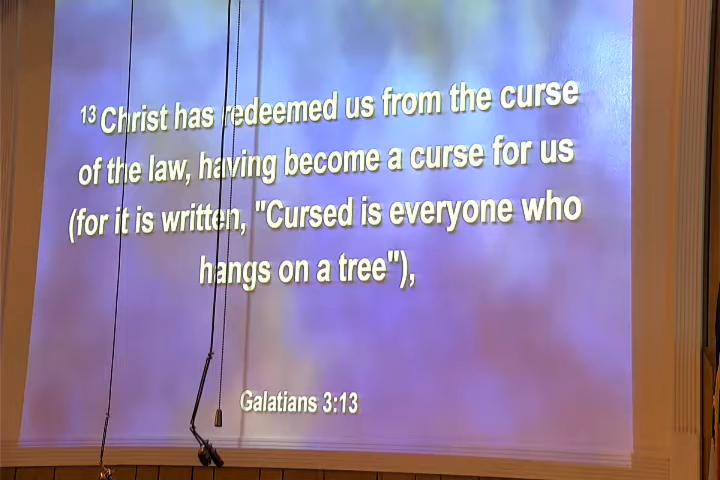 13 Christ has redeemed us from the curse
of the law, having become a curse for us
(for it is written, "Cursed is everyone who
hangs on a tree"),
Galatians 3:13